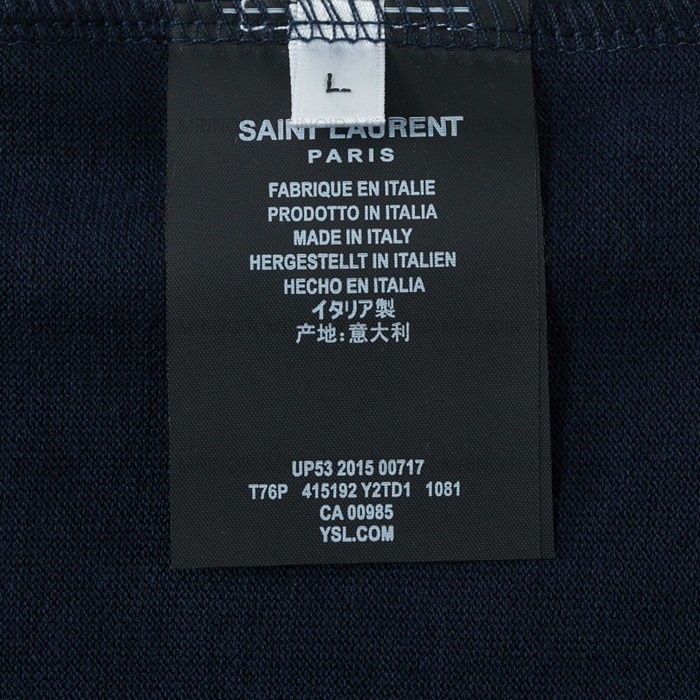 L
SAINT LAURENT
PARIS
FABRIQUE EN ITALIE
PRODOTTO IN ITALIA
MADE IN ITALY
HERGESTELLT IN ITALIEN
HECHO EN ITALIA
イタリア製
产地:意大利
UP53 2015 00717
T76P 415192 Y2TD1 1081
CA 00985
YSL.COM